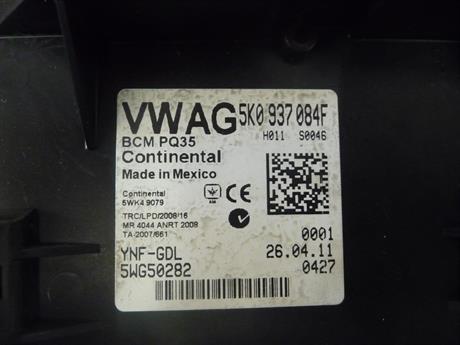 VWAG 5K0 937 084F
H011 S0046
BCM PQ35
Continental
Made in Mexico
Continental
5WK4 9079
TRC/LPD/2008/16
MR 4044 ANRT 2008
TA-2007/661
0001
YNF-GDL 26.04.11
5WG50282 0427